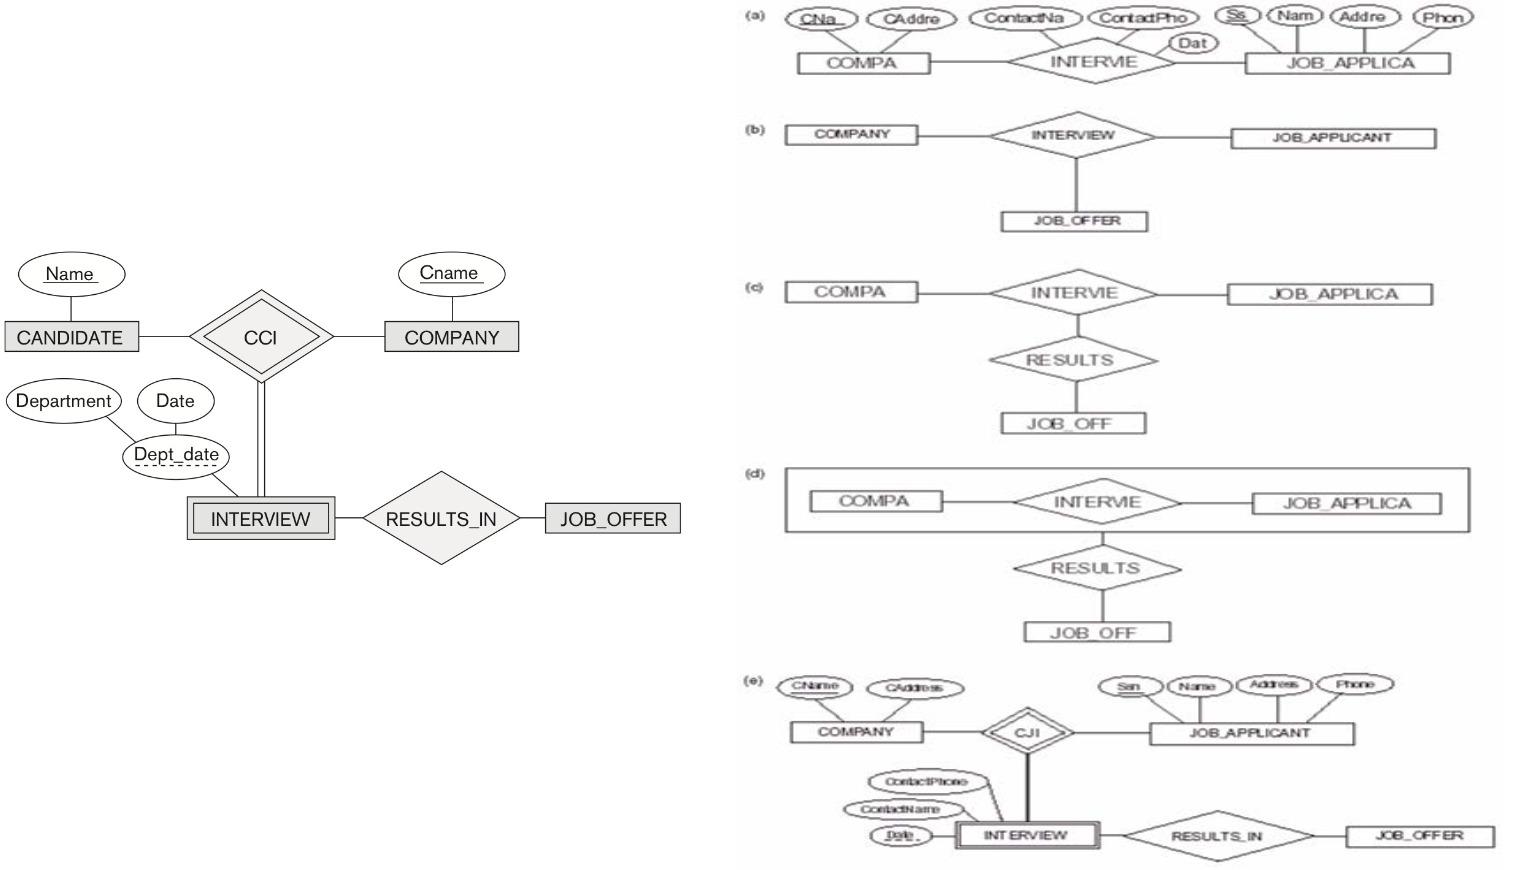 Name
Cname
CANDIDATE
CCI
COMPANY
Department
Date
Dept_date
INTERVIEW
RESULTS_IN
JOB_OFFER
(a)
CNa
CAddre
ContactNa
ContactPho
Ss
Nam
Addre
Phon
Dat
COMPA
INTERVIE
JOB_APPLICA
(b)
COMPANY
INTERVIEW
JOB_APPLICANT
JOB_OFFER
(c)
COMPA
INTERVIE
JOB_APPLICA
RESULTS
JOB_OFF
(d)
COMPA
INTERVIE
JOB_APPLICA
RESULTS
JOB_OFF
(e)
CName
CAddress
Ssn
Name
Address
Phone
COMPANY
CJI
JOB_APPLICANT
ContactPhone
ContactName
Date
INTERVIEW
RESULTS_IN
JOB_OFFER